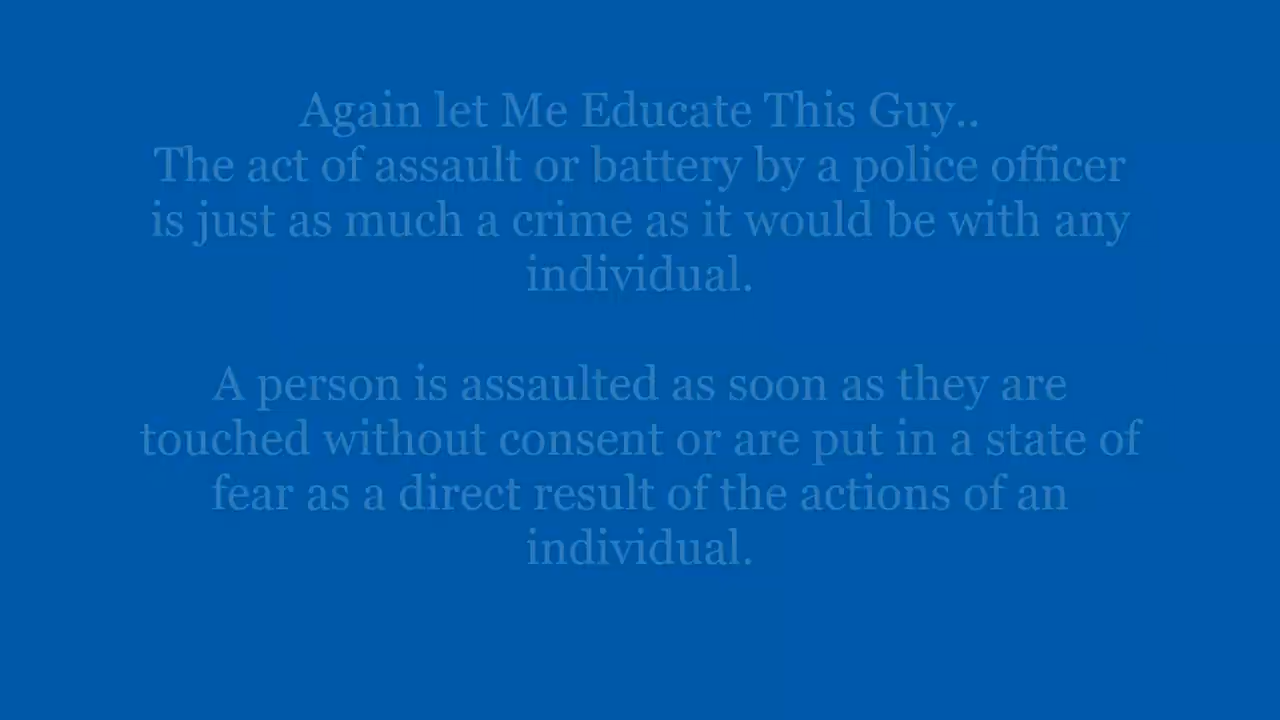 Again let Me Educate This Guy..
The act of assault or battery by a police officer
is just as much a crime as it would be with any
individual.
A person is assaulted as soon as they are
touched without consent or are put in a state of
fear as a direct result of the actions of an
individual.